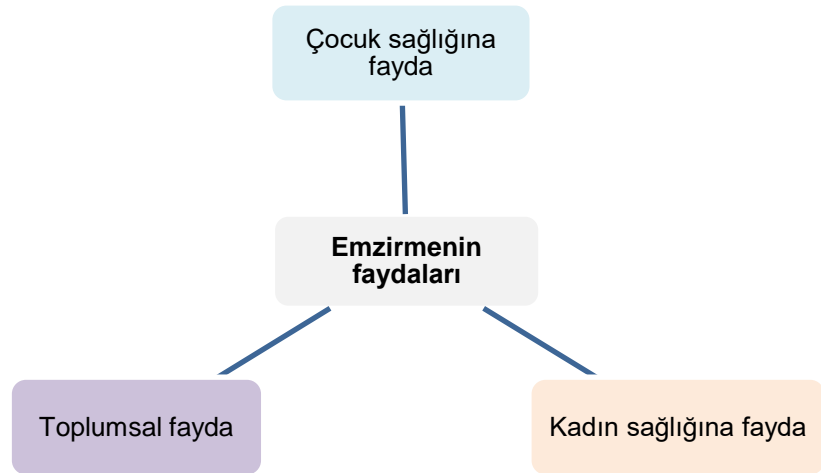 Çocuk sağlığına
fayda
Emzirmenin
faydaları
Toplumsal fayda
Kadın sağlığına fayda